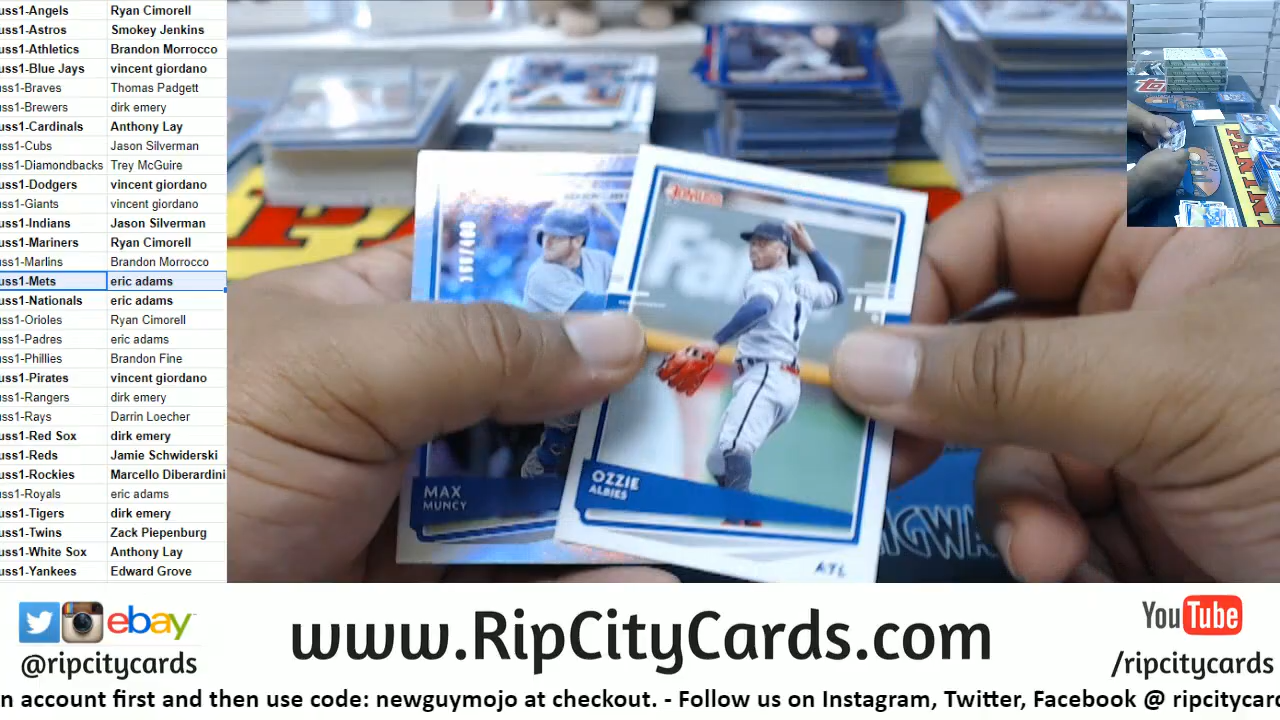 uss1-Angels Ryan Cimorell
uss1-Astros Smokey Jenkins
uss1-Athletics Brandon Morrocco
uss1-Blue Jays vincent giordano
uss1-Braves Thomas Padgett
uss1-Brewers dirk emery
uss1-Cardinals Anthony Lay
uss1-Cubs Jason Silverman
uss1-Diamondbacks Trey McGuire
uss1-Dodgers vincent giordano
uss1-Giants vincent giordano
uss1-Indians Jason Silverman
uss1-Mariners Ryan Cimorell
uss1-Marlins Brandon Morrocco
uss1-Mets eric adams
uss1-Nationals eric adams
uss1-Orioles Ryan Cimorell
uss1-Padres eric adams
uss1-Phillies Brandon Fine
uss1-Pirates vincent giordano
uss1-Rangers dirk emery
uss1-Rays Darrin Loecher
uss1-Red Sox dirk emery
uss1-Reds Jamie Schwiderski
uss1-Rockies Marcello Diberardini
uss1-Royals eric adams
uss1-Tigers dirk emery
uss1-Twins Zack Piepenburg
uss1-White Sox Anthony Lay
uss1-Yankees Edward Grove
Donruss
MAX
MUNCY
OZZIE
ALBIES
1
ATL
ebay
@ripcitycards
www.RipCityCards.com
YouTube
/ripcitycards
n account first and then use code: newguymojo at checkout. - Follow us on Instagram, Twitter, Facebook @ ripcitycard